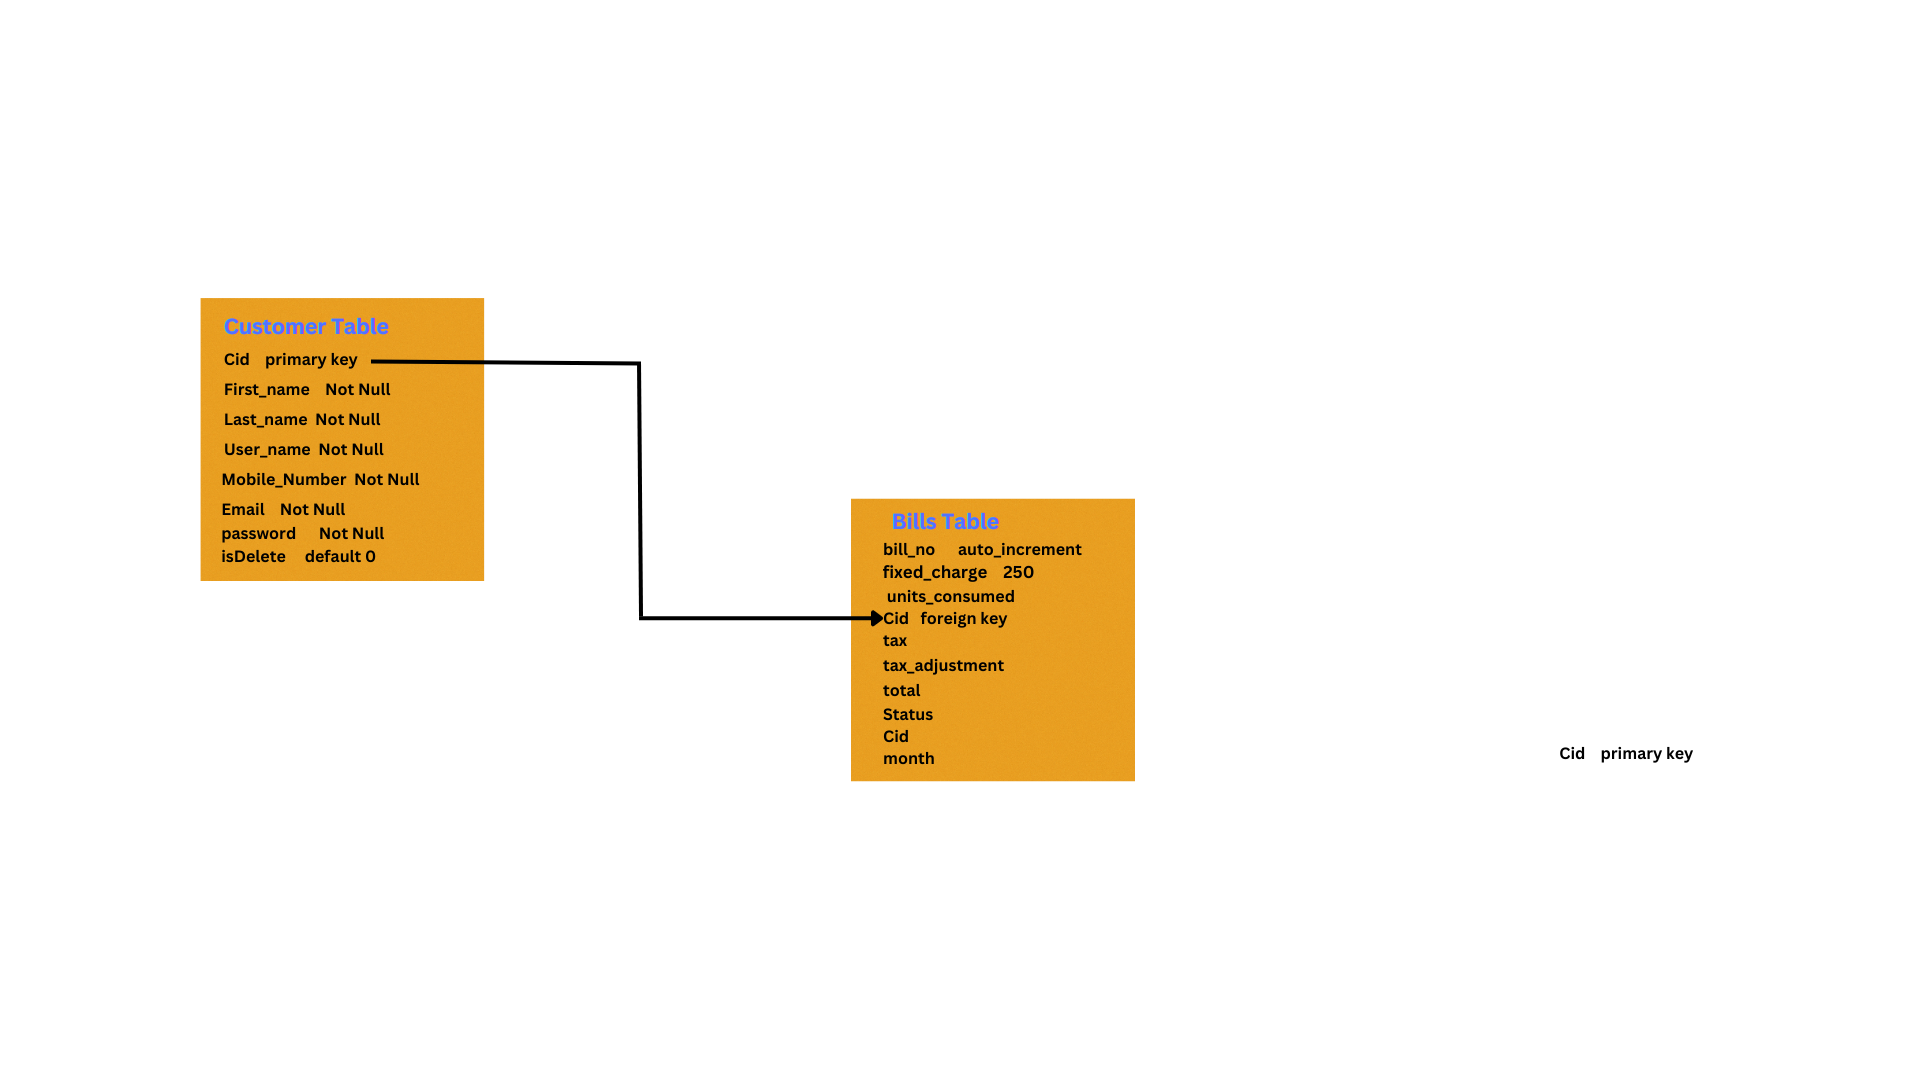 Customer Table
Cid primary key
First_name Not Null
Last_name Not Null
User_name Not Null
Mobile_Number Not Null
Email Not Null
password Not Null
isDelete default 0
Bills Table
bill_no auto_increment
fixed_charge 250
units_consumed
Cid foreign key
tax
tax_adjustment
total
Status
Cid
month
Cid primary key